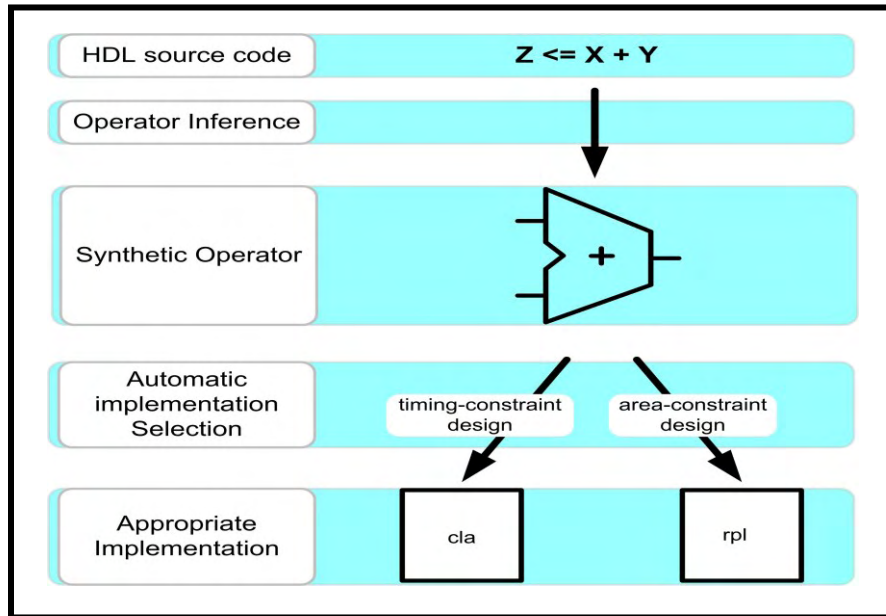 HDL source code
Z <= X + Y
Operator Inference
Synthetic Operator
+
Automatic
implementation
Selection
timing-constraint
design
area-constraint
design
Appropriate
Implementation
cla
rpl